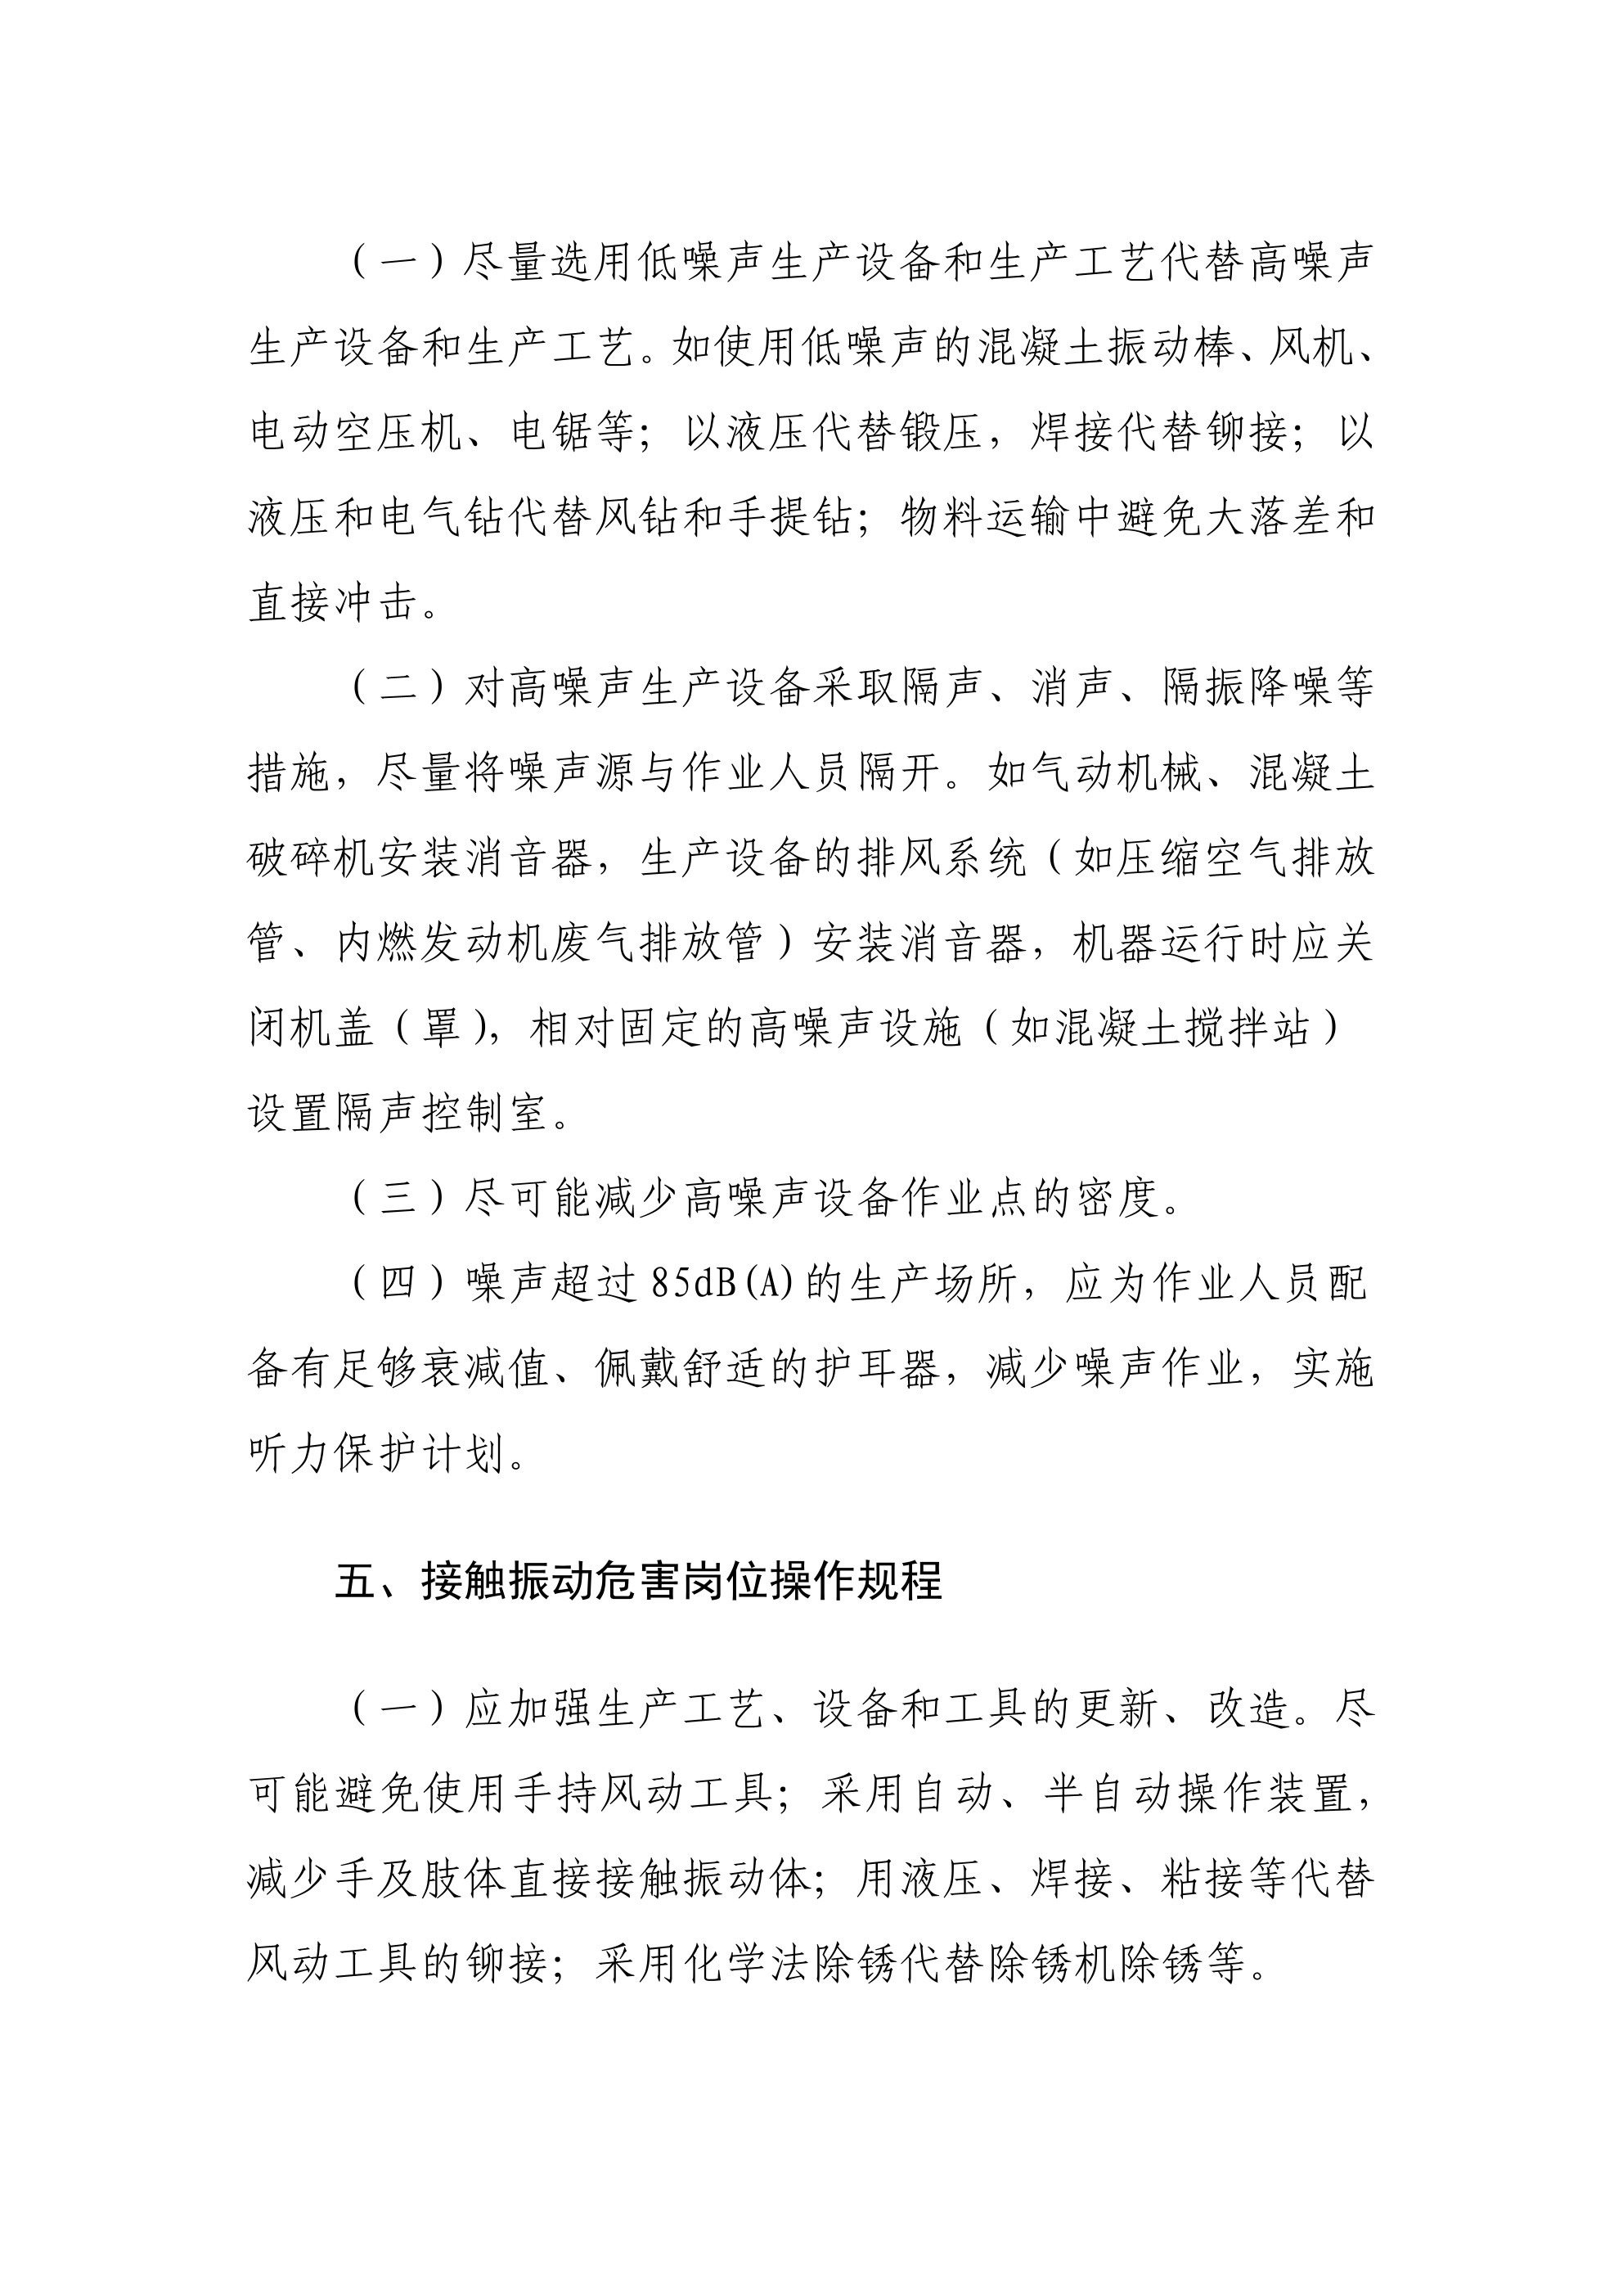 （一）尽量选用低噪声生产设备和生产工艺代替高噪声
生产设备和生产工艺。如使用低噪声的混凝土振动棒、风机、
电动空压机、电锯等；以液压代替锻压，焊接代替铆接；以
液压和电气钻代替风钻和手提钻；物料运输中避免大落差和
直接冲击。
（二）对高噪声生产设备采取隔声、消声、隔振降噪等
措施，尽量将噪声源与作业人员隔开。如气动机械、混凝土
破碎机安装消音器，生产设备的排风系统（如压缩空气排放
管、内燃发动机废气排放管）安装消音器，机器运行时应关
闭机盖（罩），相对固定的高噪声设施（如混凝土搅拌站）
设置隔声控制室。
（三）尽可能减少高噪声设备作业点的密度。
（四）噪声超过 85dB(A)的生产场所，应为作业人员配
备有足够衰减值、佩戴舒适的护耳器，减少噪声作业，实施
听力保护计划。
五、接触振动危害岗位操作规程
（一）应加强生产工艺、设备和工具的更新、改造。尽
可能避免使用手持风动工具；采用自动、半自动操作装置，
减少手及肢体直接接触振动体；用液压、焊接、粘接等代替
风动工具的铆接；采用化学法除锈代替除锈机除锈等。